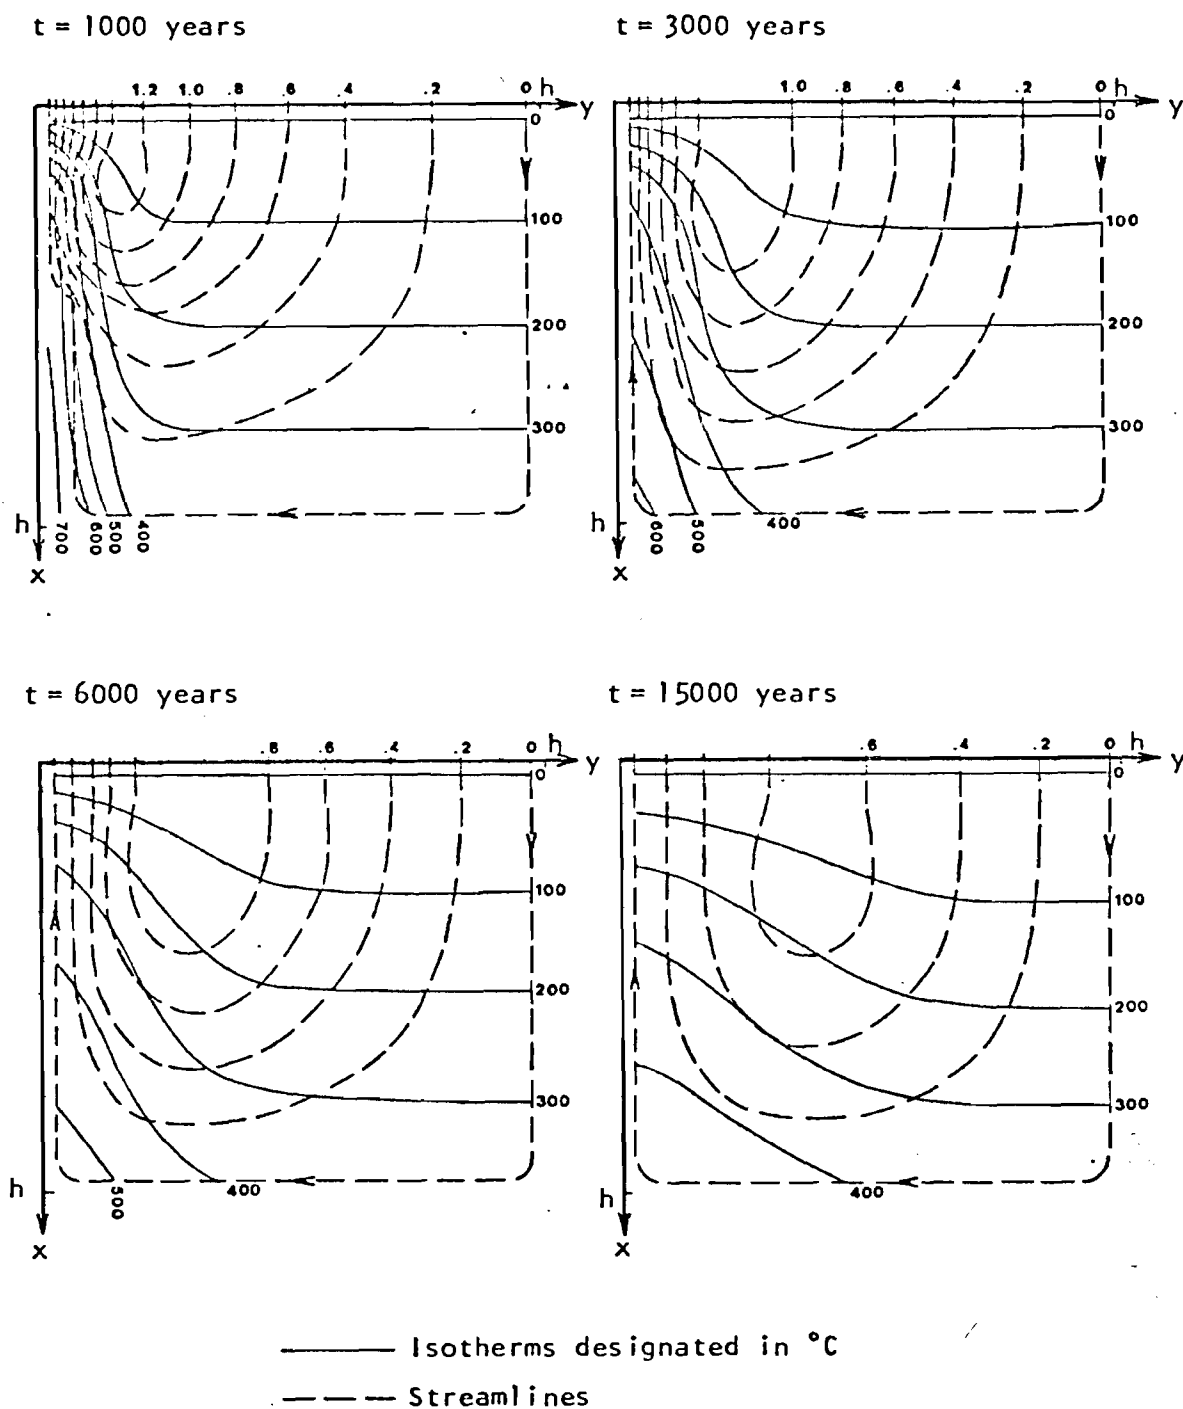 t = 1000 years
1.2 1.0 .8 .6 .4 .2 0 h
y
0
100
200
300
h
700 600 500 400
x
t = 3000 years
1.0 .8 .6 .4 .2 0 h
y
0
100
200
300
h
600 500 400
x
t = 6000 years
.8 .6 .4 .2 0 h
y
0
100
200
300
h
500 400
x
t = 15000 years
.6 .4 .2 0 h
y
0
100
200
300
h
400
x
Isotherms designated in °C
Streamlines